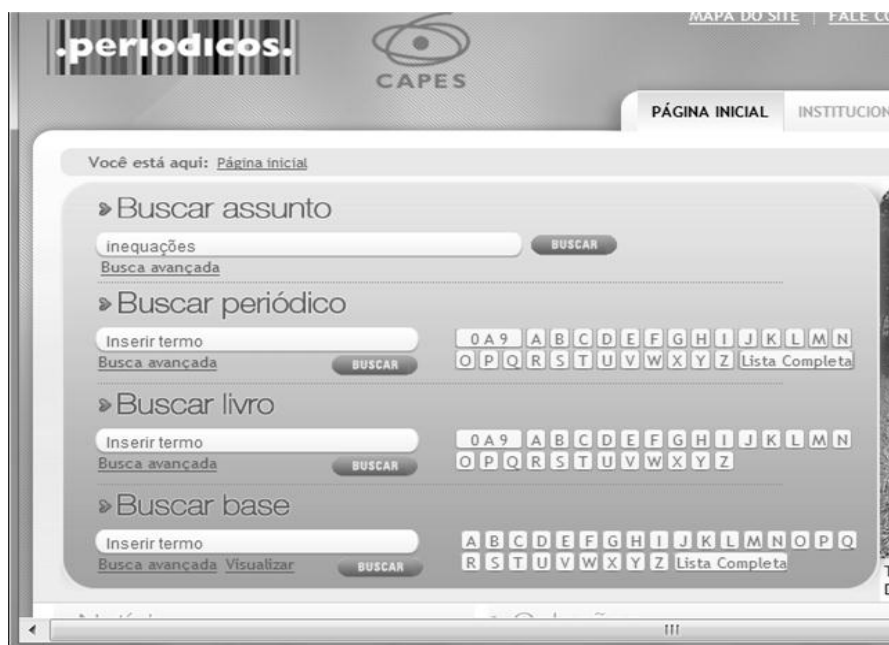 MAPA DO SITE | FALE CO
.periodicos.
CAPES
PÁGINA INICIAL INSTITUCION
Você está aqui: Página inicial
Buscar assunto
inequações BUSCAR
Busca avançada
Buscar periódico
Inserir termo 0 A 9 A B C D E F G H I J K L M N
Busca avançada BUSCAR O P Q R S T U V W X Y Z Lista Completa
Buscar livro
Inserir termo 0 A 9 A B C D E F G H I J K L M N
Busca avançada BUSCAR O P Q R S T U V W X Y Z
Buscar base
Inserir termo A B C D E F G H I J K L M N O P Q
Busca avançada Visualizar BUSCAR R S T U V W X Y Z Lista Completa